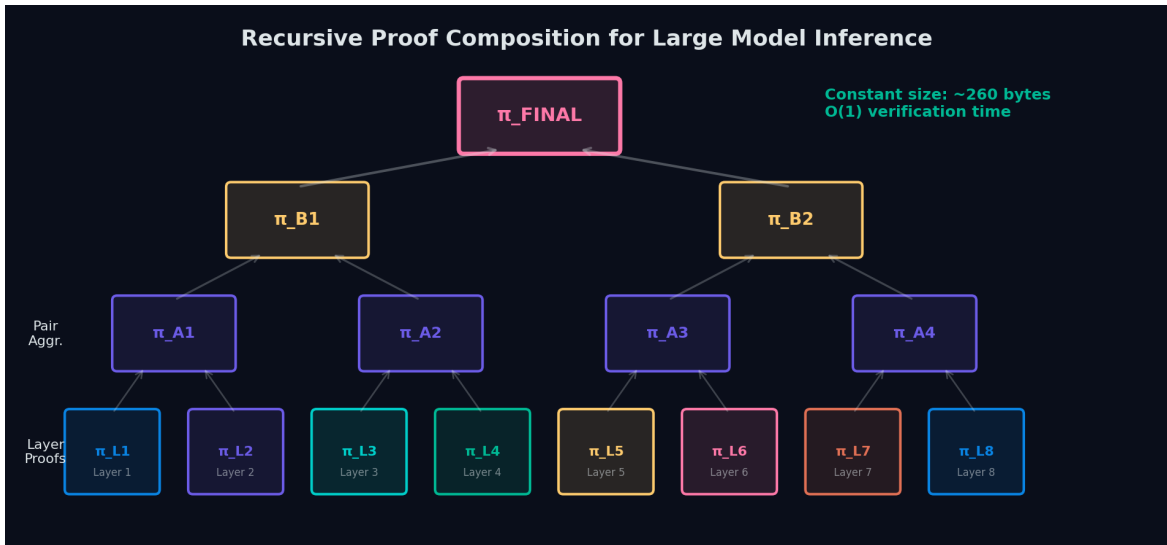 Recursive Proof Composition for Large Model Inference
π_FINAL
Constant size: ~260 bytes
O(1) verification time
π_B1
π_B2
Pair
Aggr.
π_A1
π_A2
π_A3
π_A4
Layer
Proofs
π_L1
Layer 1
π_L2
Layer 2
π_L3
Layer 3
π_L4
Layer 4
π_L5
Layer 5
π_L6
Layer 6
π_L7
Layer 7
π_L8
Layer 8